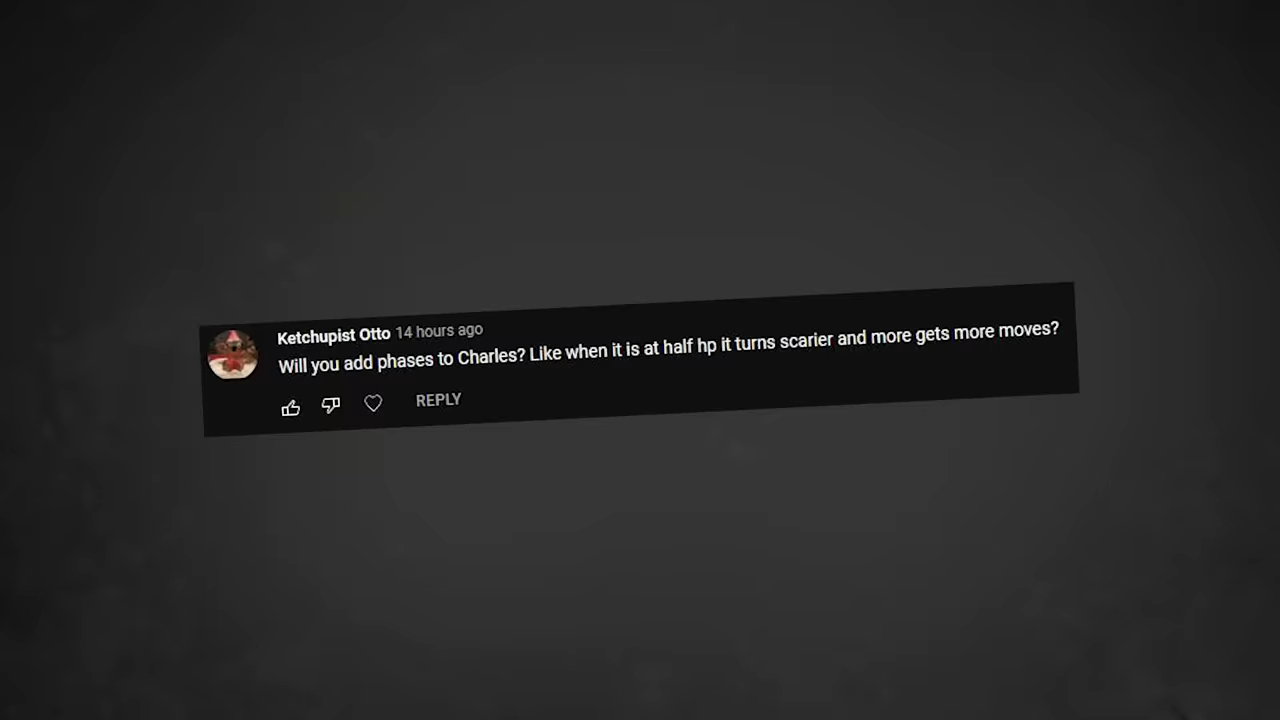 Ketchupist Otto 14 hours ago
Will you add phases to Charles? Like when it is at half hp it turns scarier and more gets more moves?
REPLY